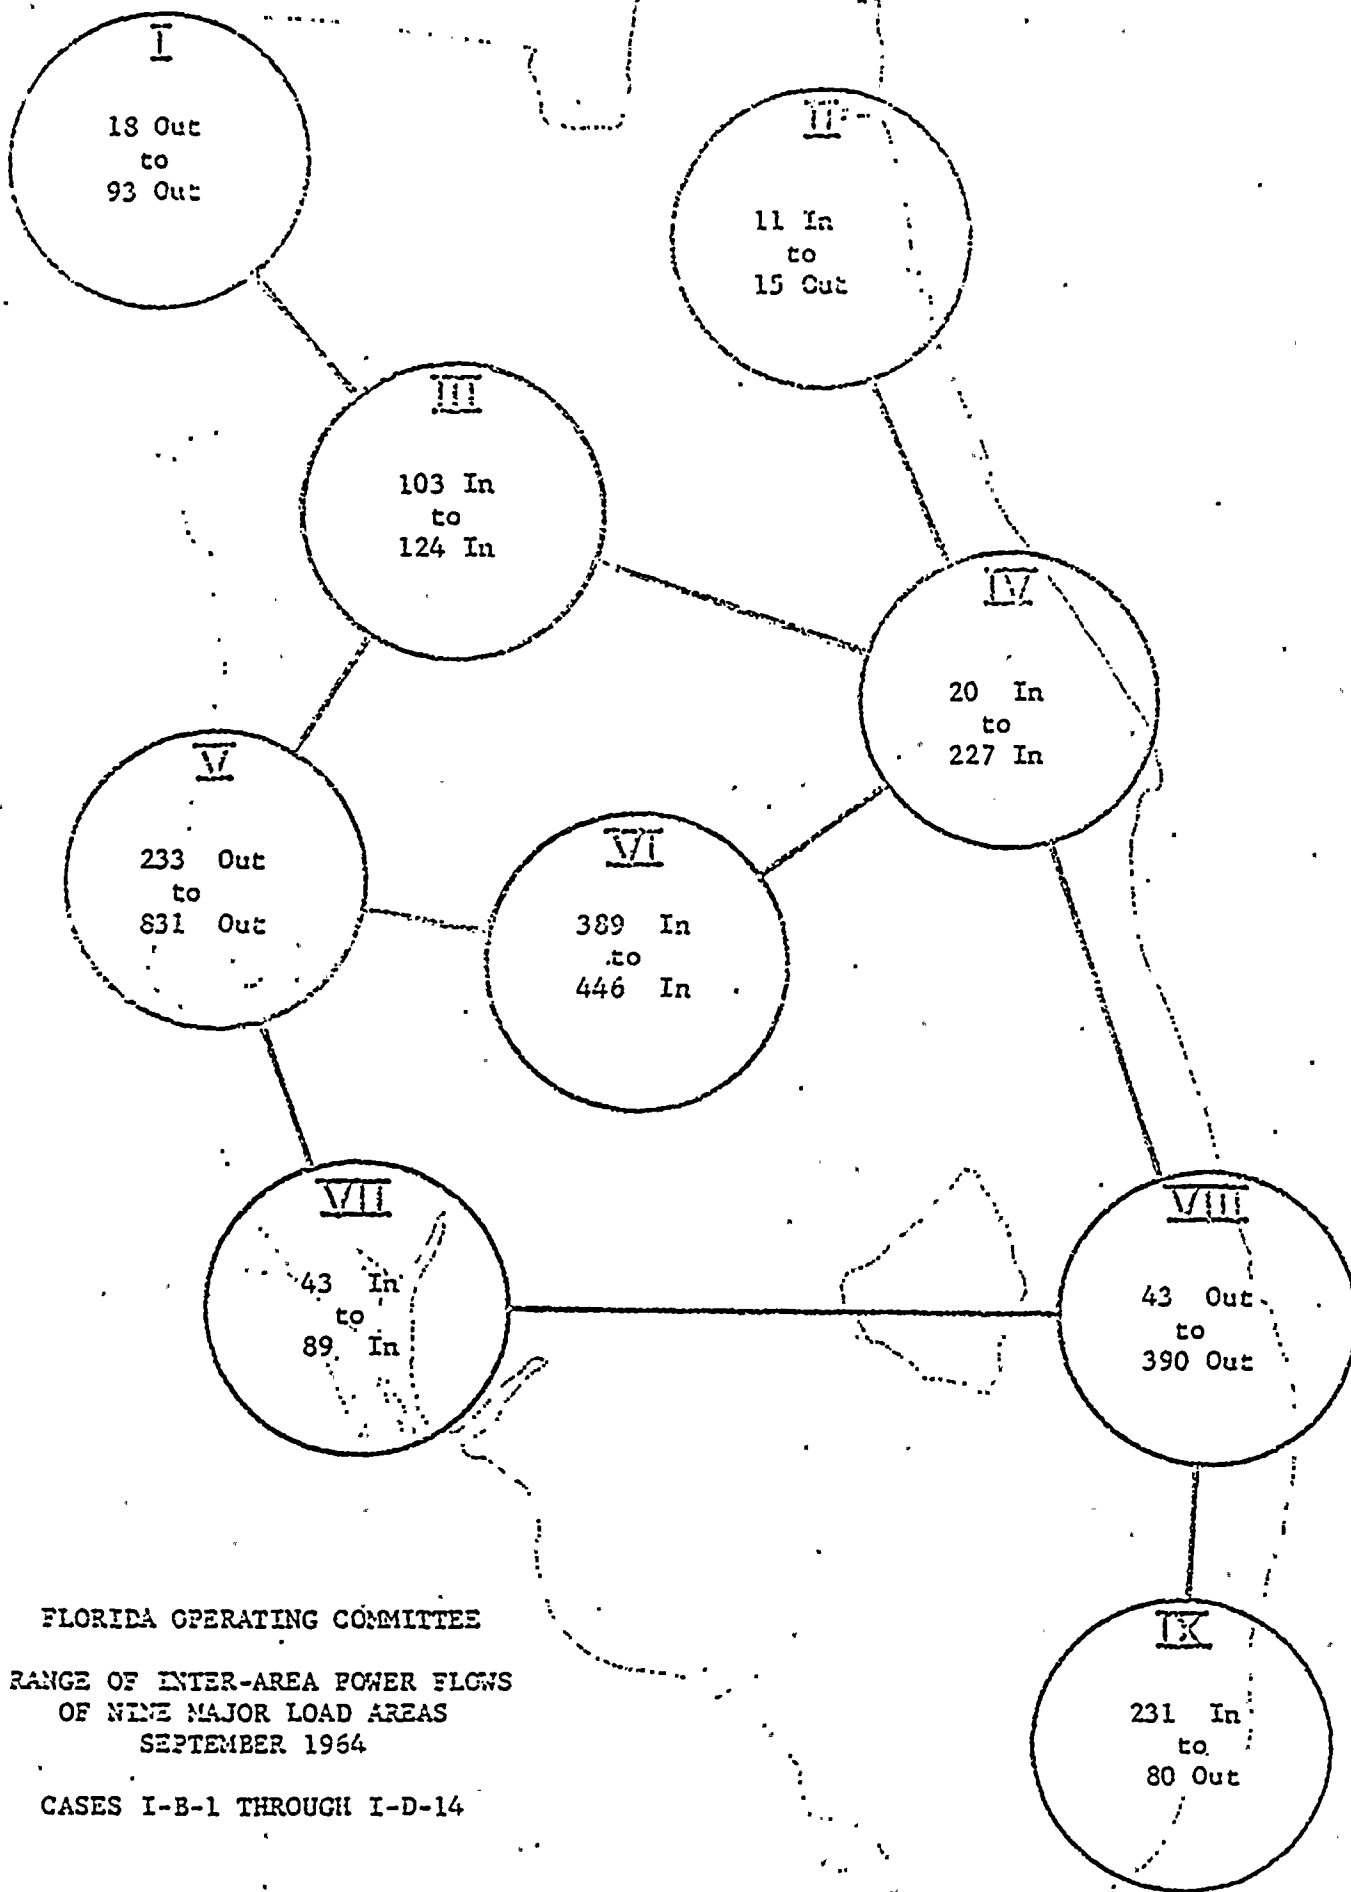 I
18 Out
to
93 Out
II
11 In
to
15 Out
III
103 In
to
124 In
IV
20 In
to
227 In
V
233 Out
to
831 Out
VI
389 In
to
446 In
VII
43 In
to
89 In
VIII
43 Out
to
390 Out
IX
231 In
to
80 Out
FLORIDA OPERATING COMMITTEE
RANGE OF INTER-AREA POWER FLOWS
OF NINE MAJOR LOAD AREAS
SEPTEMBER 1964
CASES I-B-1 THROUGH I-D-14